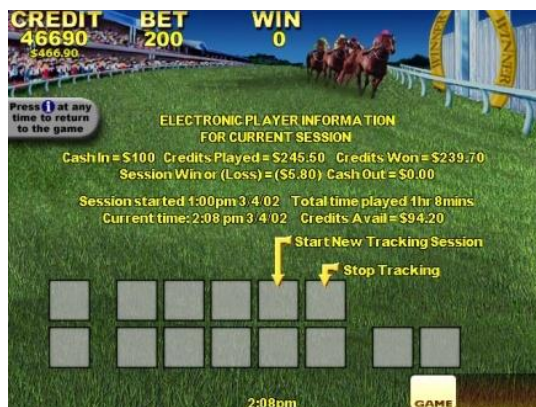 CREDIT BET WIN
46690 200 0
$466.90
WINNER
Press i at any
time to return
to the game
ELECTRONIC PLAYER INFORMATION
FOR CURRENT SESSION
Cash In = $100 Credits Played = $245.50 Credits Won = $239.70
Session Win or (Loss) = ($5.80) Cash Out = $0.00
Session started 1:00pm 3/4/02 Total time played 1hr 8mins
Current time: 2:08 pm 3/4/02 Credits Avail = $94.20
Start New Tracking Session
Stop Tracking
2:08pm
GAME